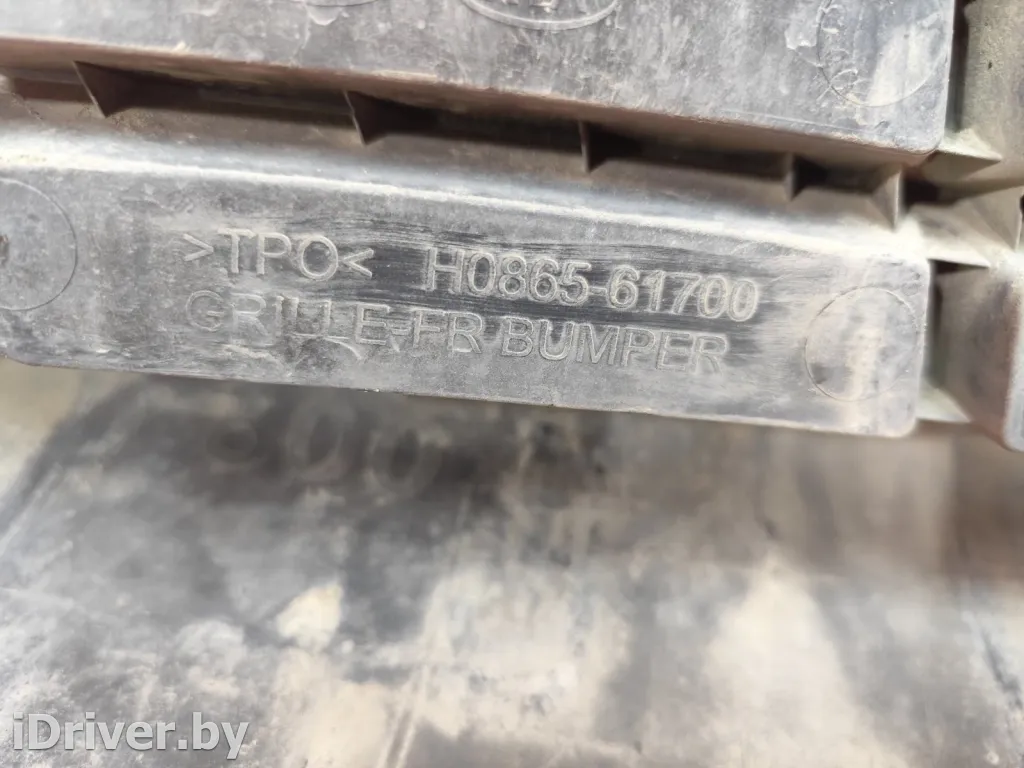 >TPO< H0865-61700
GRILLE-FR BUMPER
iDriver.by